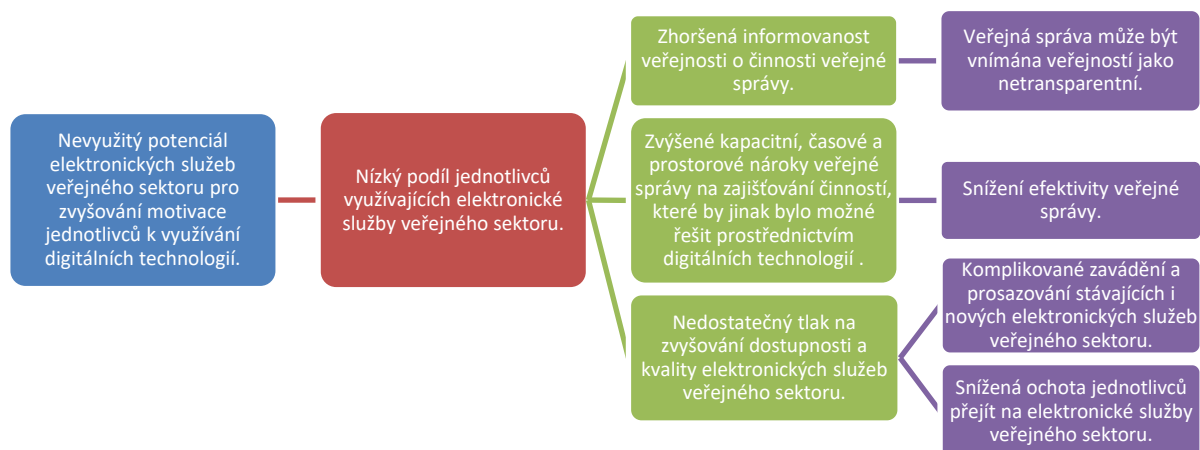 Nevyužitý potenciál
elektronických služeb
veřejného sektoru pro
zvyšování motivace
jednotlivců k využívání
digitálních technologií.
Nízký podíl jednotlivců
využívajících elektronické
služby veřejného sektoru.
Zhoršená informovanost
veřejnosti o činnosti veřejné
správy.
Veřejná správa může být
vnímána veřejností jako
netransparentní.
Zvýšené kapacitní, časové a
prostorové nároky veřejné
správy na zajišťování činností,
které by jinak bylo možné
řešit prostřednictvím
digitálních technologií .
Snížení efektivity veřejné
správy.
Nedostatečný tlak na
zvyšování dostupnosti a
kvality elektronických služeb
veřejného sektoru.
Komplikované zavádění a
prosazování stávajících i
nových elektronických služeb
veřejného sektoru.
Snížená ochota jednotlivců
přejít na elektronické služby
veřejného sektoru.